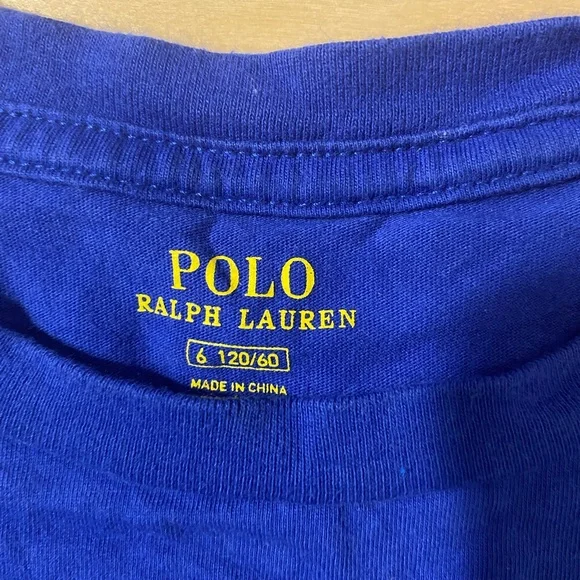 POLO
RALPH LAUREN
6 120/60
MADE IN CHINA